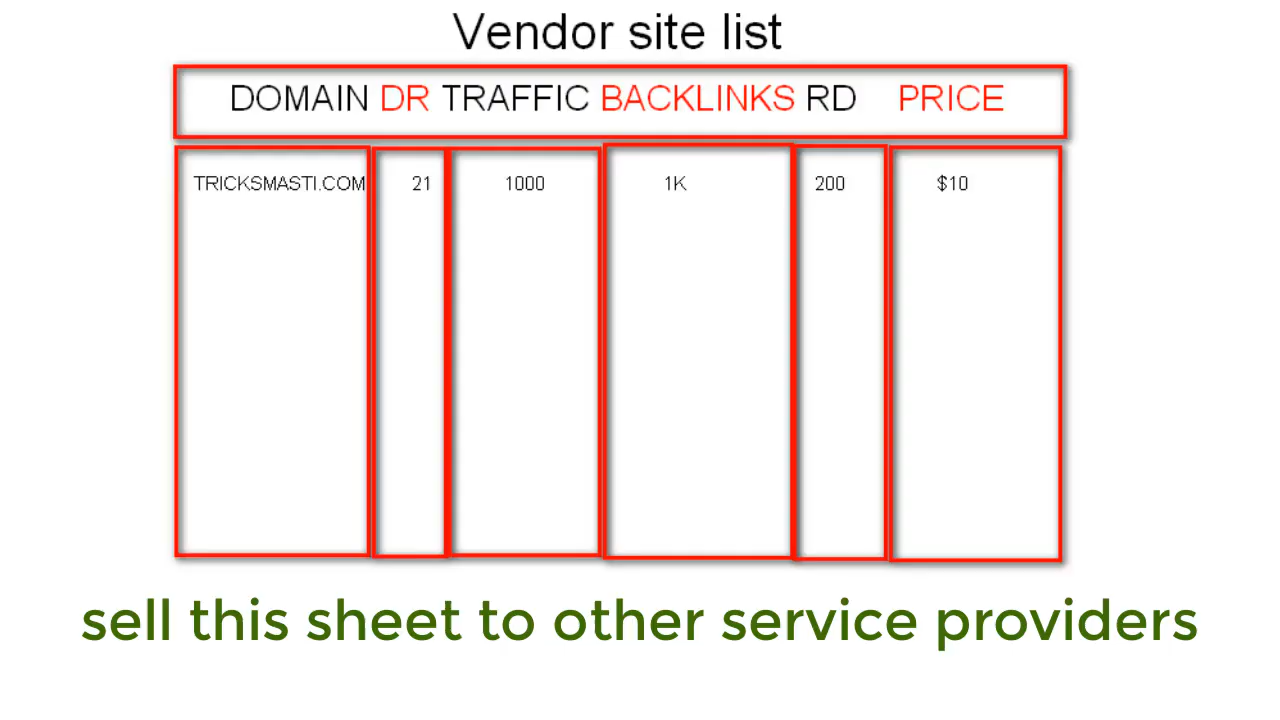 Vendor site list
DOMAIN DR TRAFFIC BACKLINKS RD PRICE
TRICKSMASTI.COM 21 1000 1K 200 $10
sell this sheet to other service providers